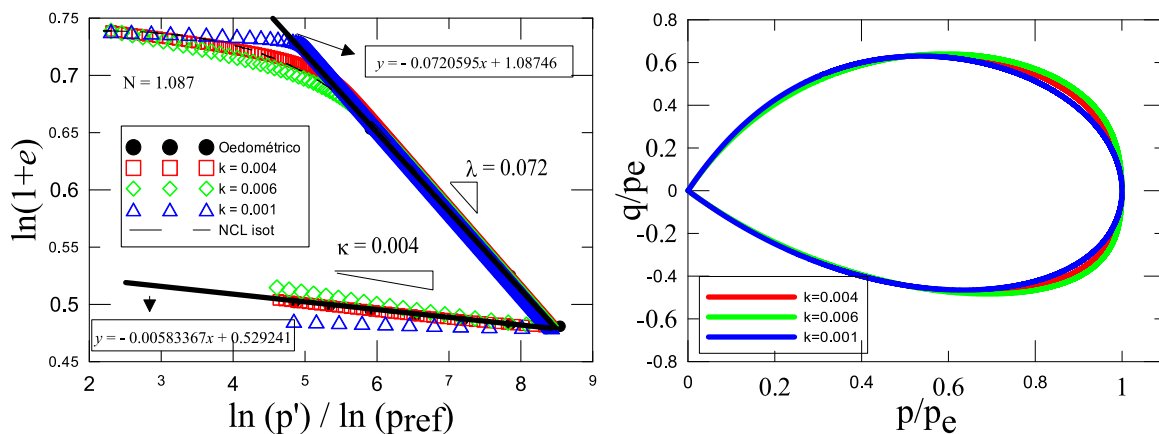 0.75
0.7
0.65
0.6
0.55
0.5
0.45
ln(1+e)
y = - 0.0720595x + 1.08746
N = 1.087
Oedométrico
k = 0.004
k = 0.006
k = 0.001
NCL isot
λ = 0.072
κ = 0.004
y = - 0.00583367x + 0.529241
2 3 4 5 6 7 8 9
ln (p') / ln (pref)
0.8
0.6
0.4
0.2
0
-0.2
-0.4
-0.6
-0.8
q/pe
k=0.004
k=0.006
k=0.001
0 0.2 0.4 0.6 0.8 1
p/pe